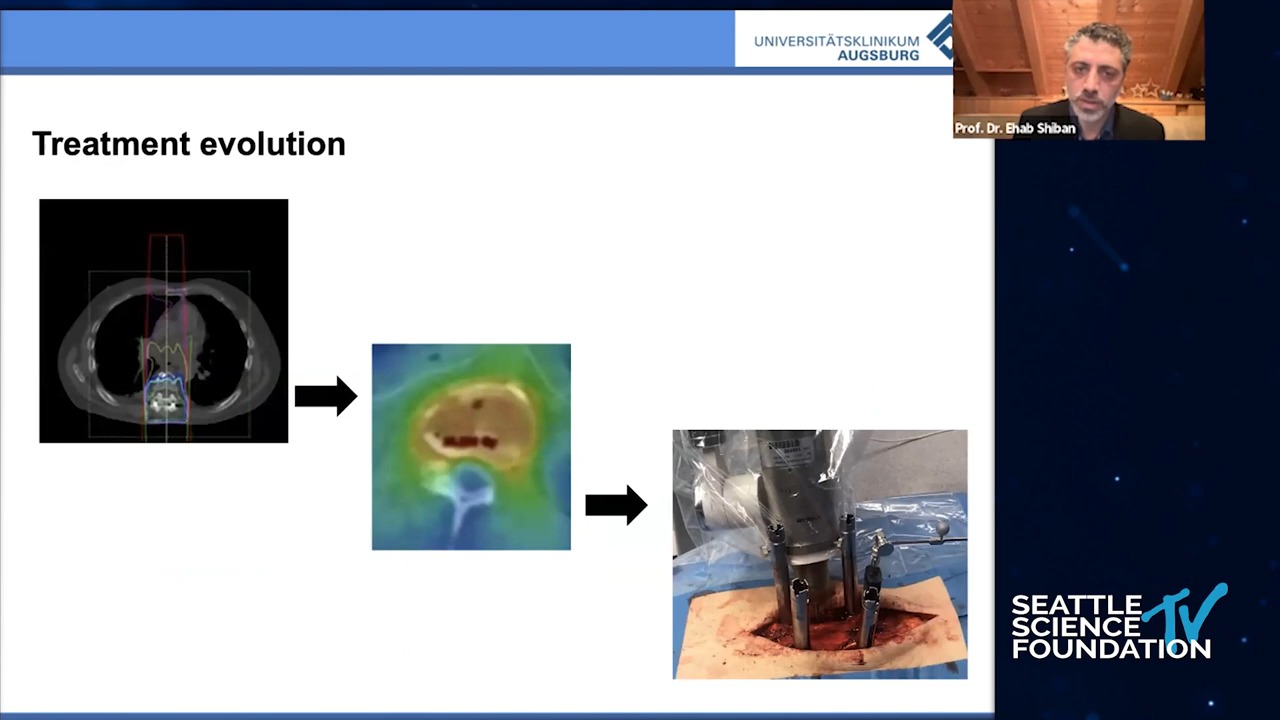 UNIVERSITÄTSKLINIKUM
AUGSBURG
Prof. Dr. Ehab Shiban
Treatment evolution
SEATTLE
SCIENCE TV
FOUNDATION